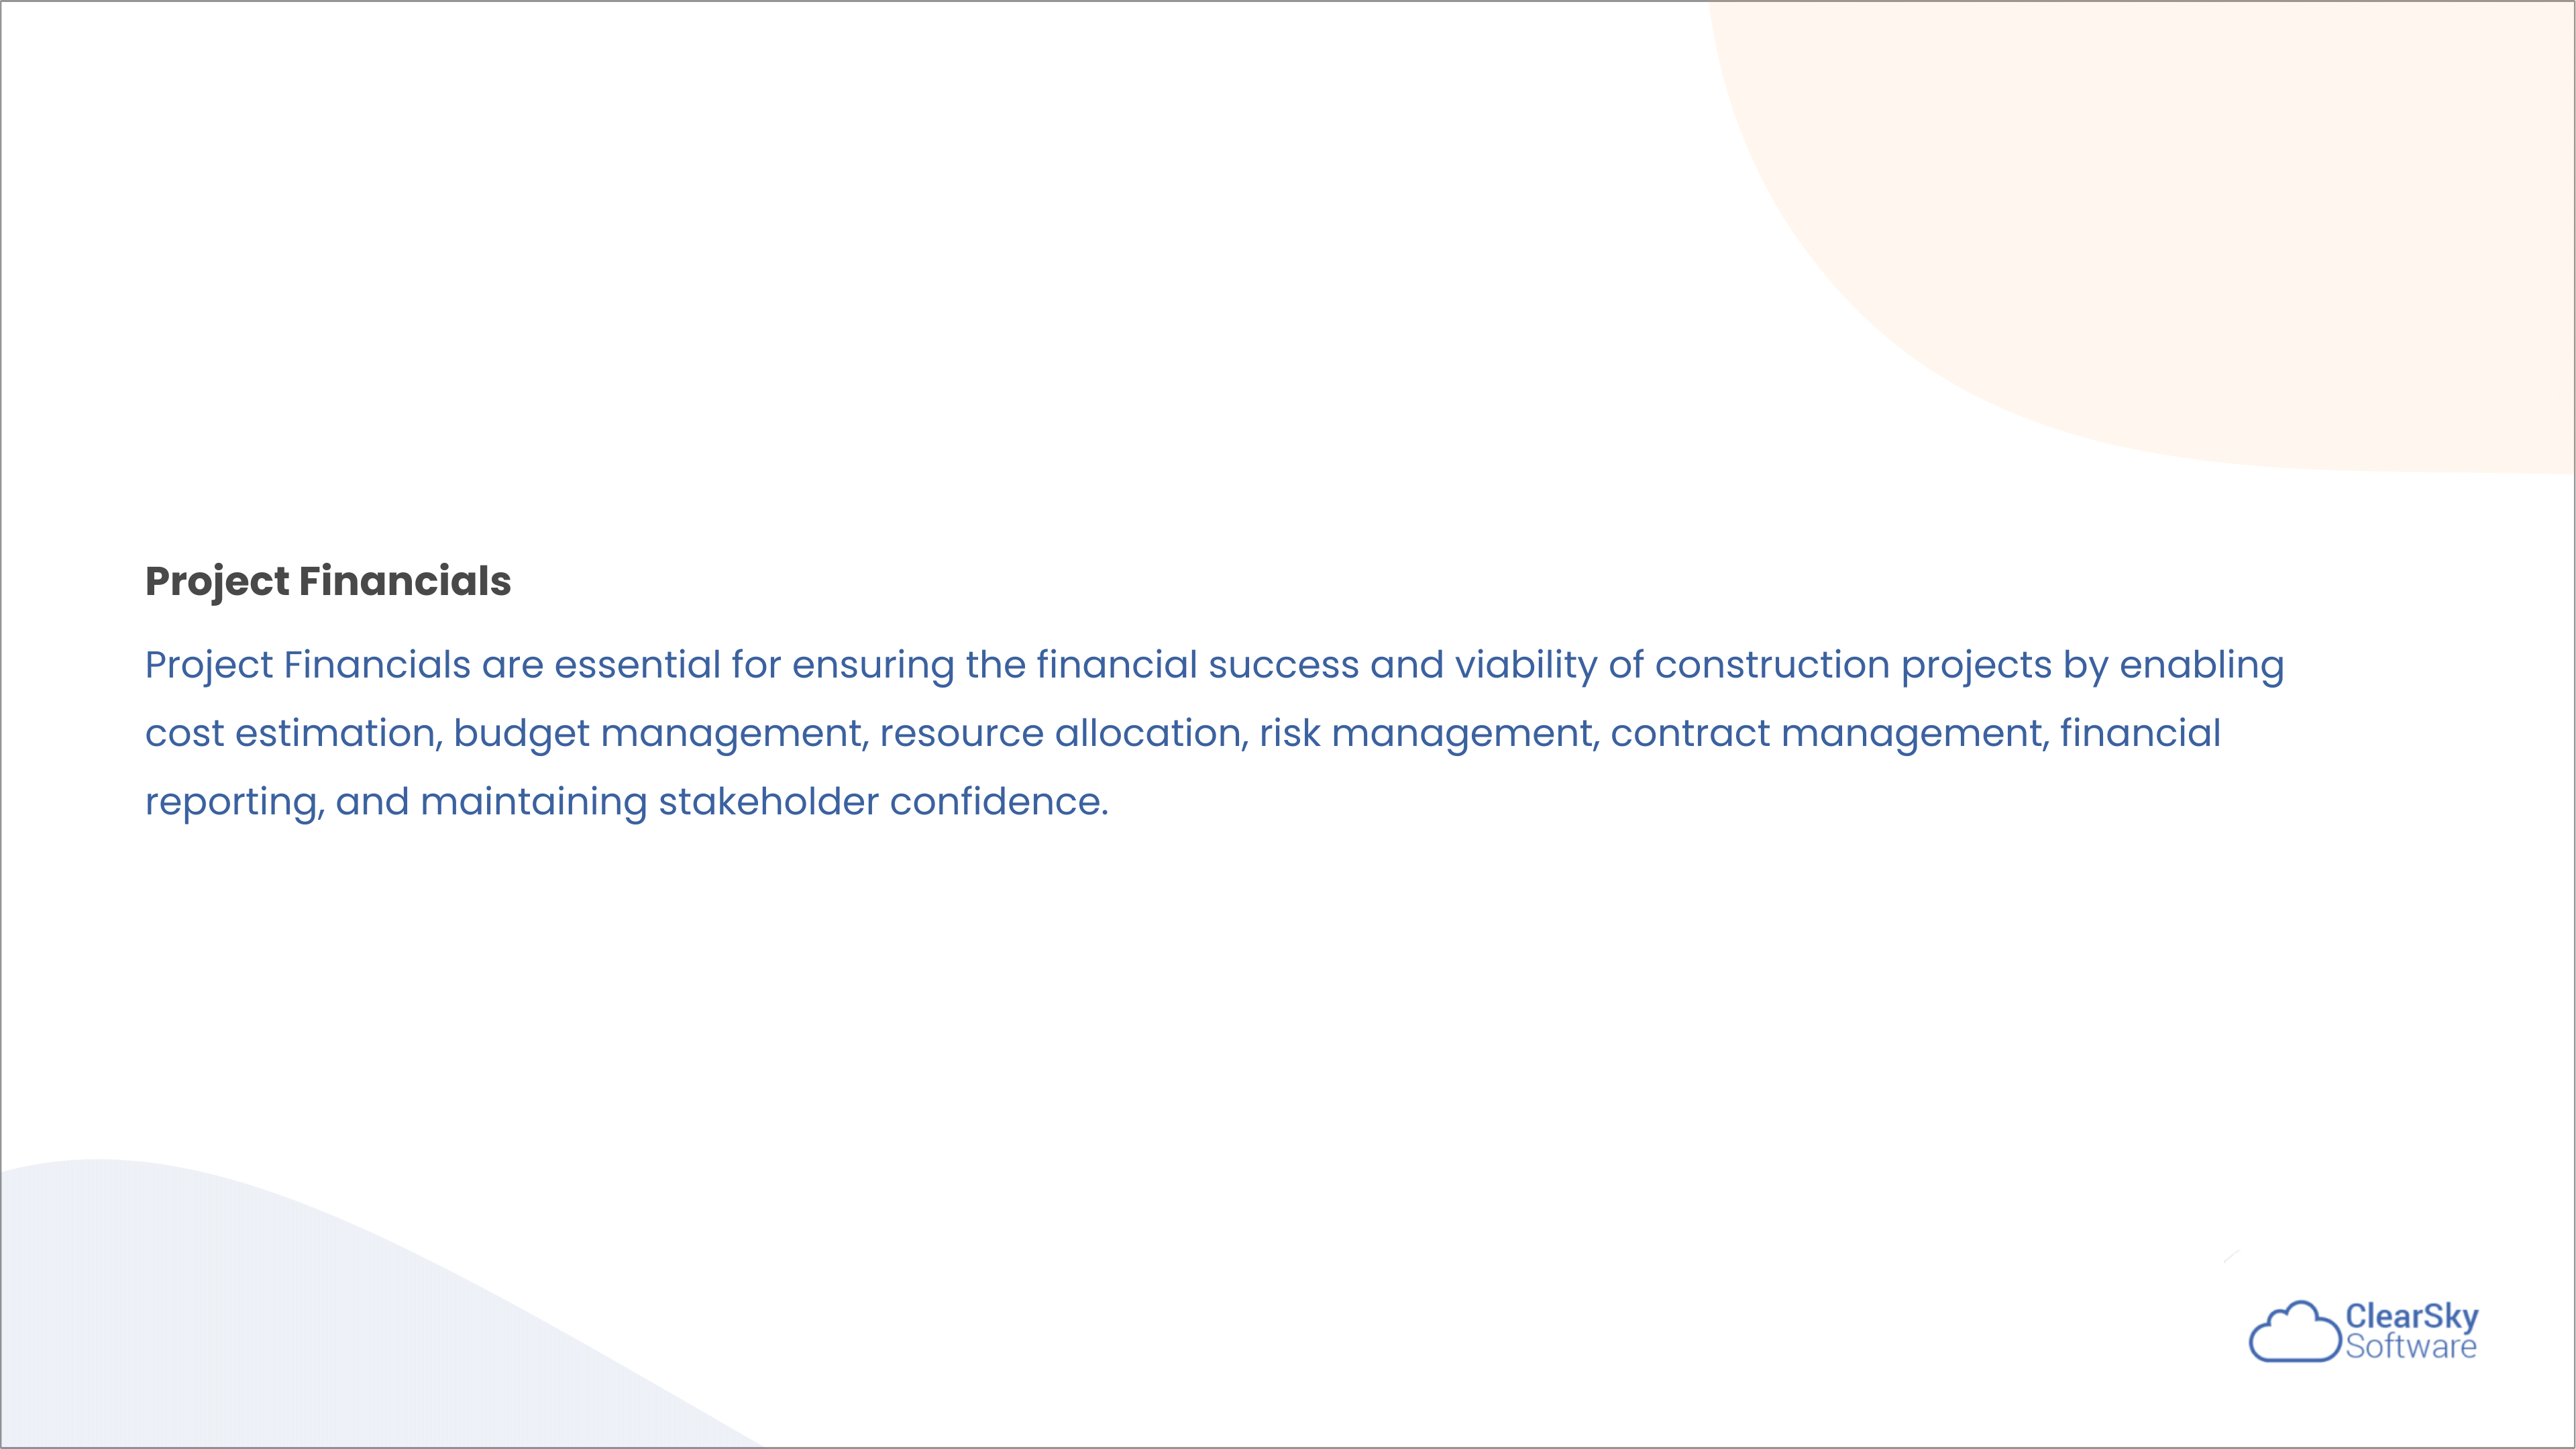 Project Financials
Project Financials are essential for ensuring the financial success and viability of construction projects by enabling
cost estimation, budget management, resource allocation, risk management, contract management, financial
reporting, and maintaining stakeholder confidence.
ClearSky
Software